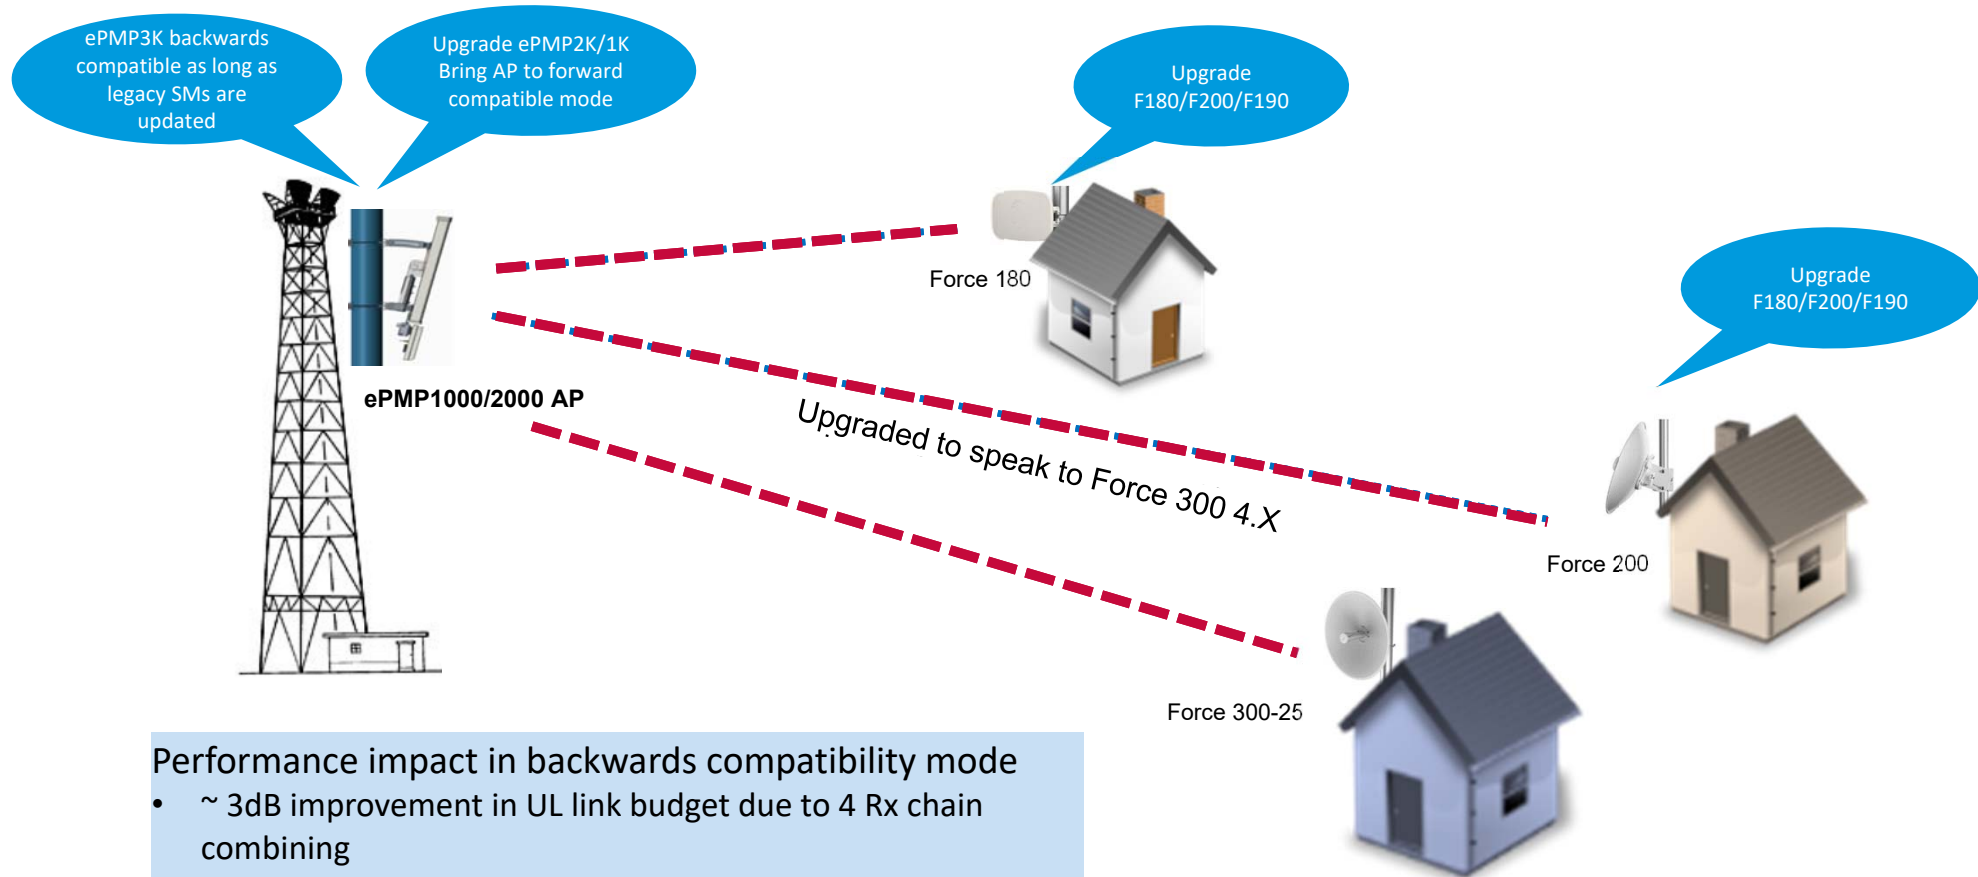 ePMP3K backwards
compatible as long as
legacy SMs are
updated
Upgrade ePMP2K/1K
Bring AP to forward
compatible mode
Upgrade
F180/F200/F190
Upgrade
F180/F200/F190
Force 180
ePMP1000/2000 AP
Upgraded to speak to Force 300 4.X
Force 200
Force 300-25
Performance impact in backwards compatibility mode
• ~ 3dB improvement in UL link budget due to 4 Rx chain
combining